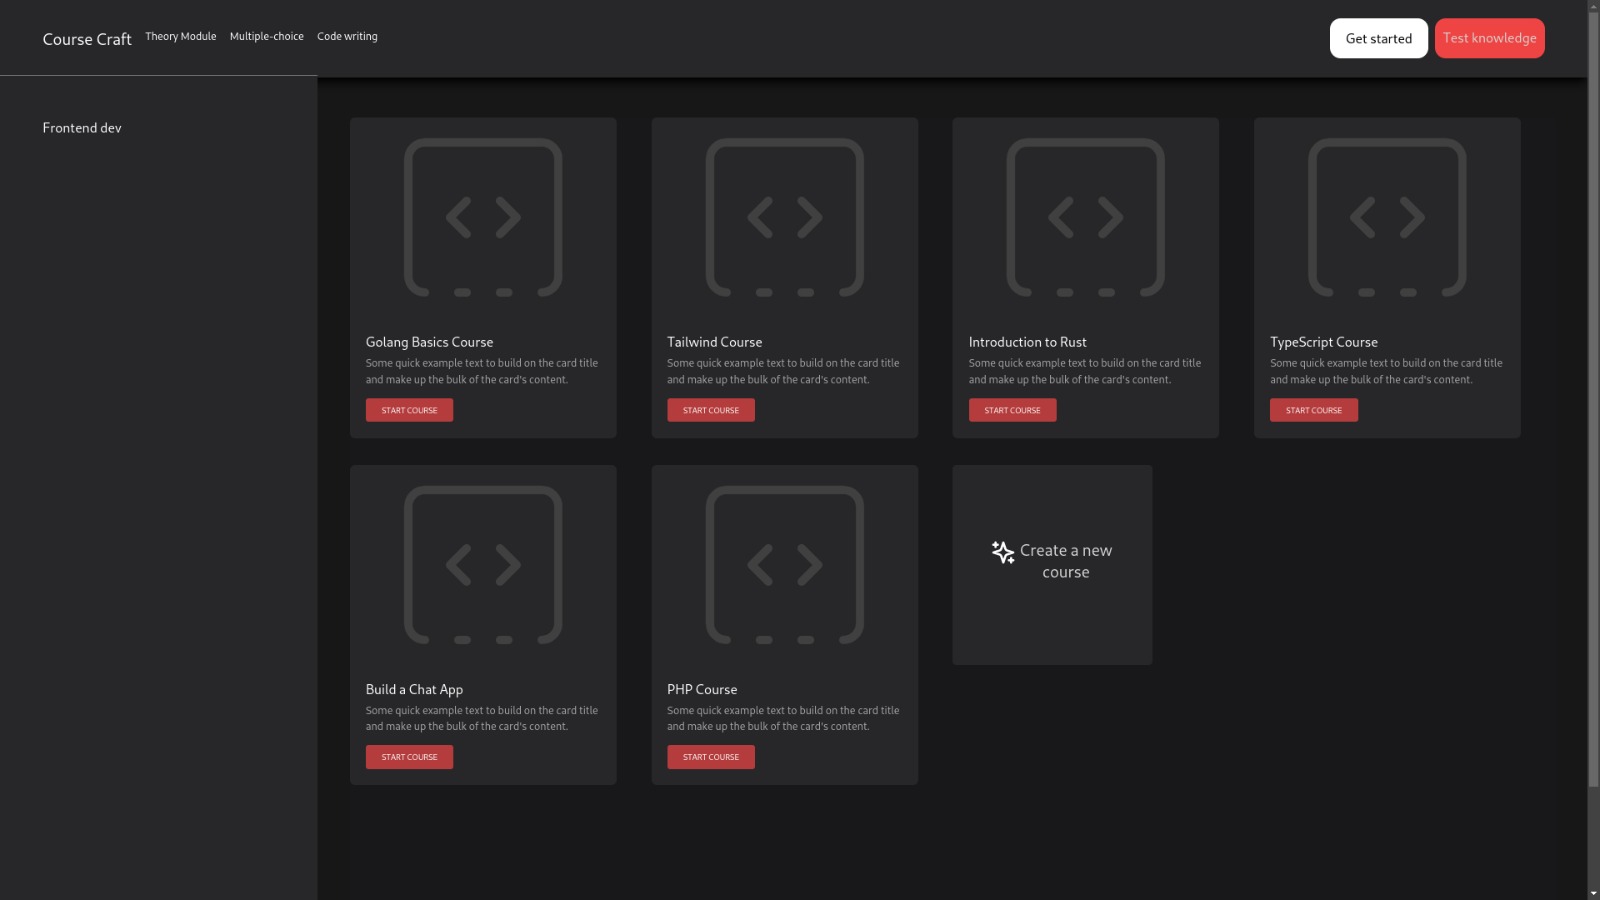 Course Craft
Theory Module
Multiple-choice
Code writing
Get started
Test knowledge
Frontend dev
Golang Basics Course
Some quick example text to build on the card title
and make up the bulk of the card's content.
START COURSE
Tailwind Course
Some quick example text to build on the card title
and make up the bulk of the card's content.
START COURSE
Introduction to Rust
Some quick example text to build on the card title
and make up the bulk of the card's content.
START COURSE
TypeScript Course
Some quick example text to build on the card title
and make up the bulk of the card's content.
START COURSE
Build a Chat App
Some quick example text to build on the card title
and make up the bulk of the card's content.
START COURSE
PHP Course
Some quick example text to build on the card title
and make up the bulk of the card's content.
START COURSE
Create a new
course